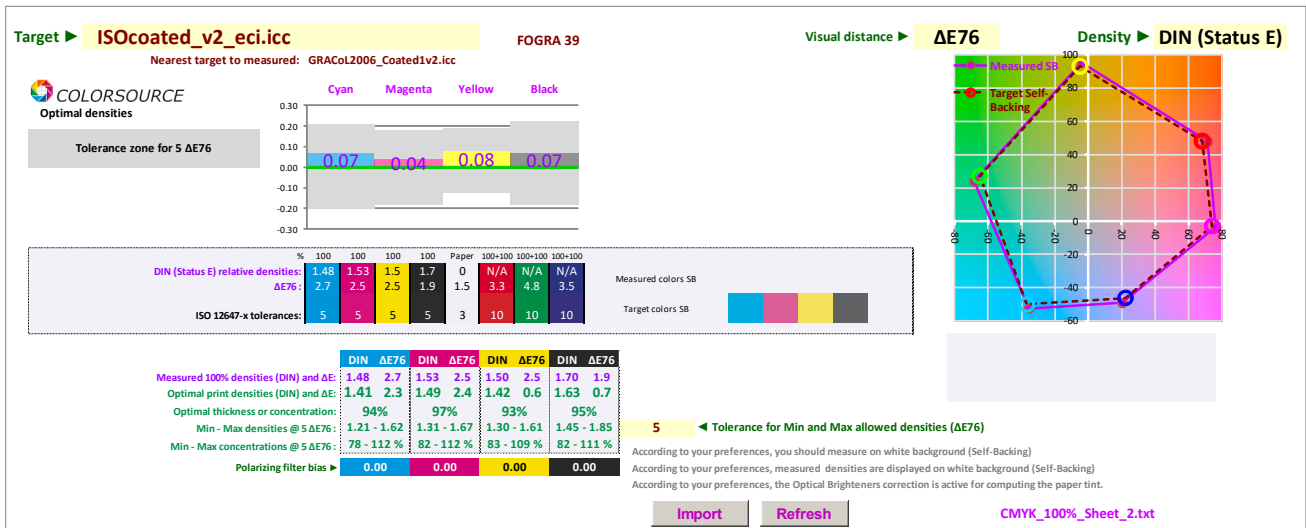 Target ► ISOcoated_v2_eci.icc FOGRA 39 Visual distance ► ΔE76 Density ► DIN (Status E)
Nearest target to measured: GRACoL2006_Coated1v2.icc
COLORSOURCE
Optimal densities
Tolerance zone for 5 ΔE76
Cyan Magenta Yellow Black
0.30
0.20
0.10
0.00
-0.10
-0.20
-0.30
0.07 0.04 0.08 0.07
Measured SB
Target Self-Backing
100
80
60
40
20
0
-20
-40
-60
-80 -60 -40 -20 0 20 40 60 80
% 100 100 100 100 Paper 100+100 100+100 100+100
DIN (Status E) relative densities: 1.48 1.53 1.5 1.7 0 N/A N/A N/A
ΔE76 : 2.7 2.5 2.5 1.9 1.5 3.3 4.8 3.5
Measured colors SB
ISO 12647-x tolerances: 5 5 5 5 3 10 10 10
Target colors SB
DIN ΔE76 DIN ΔE76 DIN ΔE76 DIN ΔE76
Measured 100% densities (DIN) and ΔE: 1.48 2.7 1.53 2.5 1.50 2.5 1.70 1.9
Optimal print densities (DIN) and ΔE: 1.41 2.3 1.49 2.4 1.42 0.6 1.63 0.7
Optimal thickness or concentration: 94% 97% 93% 95%
Min - Max densities @ 5 ΔE76 : 1.21 - 1.62 1.31 - 1.67 1.30 - 1.61 1.45 - 1.85
Min - Max concentrations @ 5 ΔE76 : 78 - 112 % 82 - 112 % 83 - 109 % 82 - 111 %
Polarizing filter bias ► 0.00 0.00 0.00 0.00
5 ◄ Tolerance for Min and Max allowed densities (ΔE76)
According to your preferences, you should measure on white background (Self-Backing)
According to your preferences, measured densities are displayed on white background (Self-Backing)
According to your preferences, the Optical Brighteners correction is active for computing the paper tint.
Import Refresh CMYK_100%_Sheet_2.txt